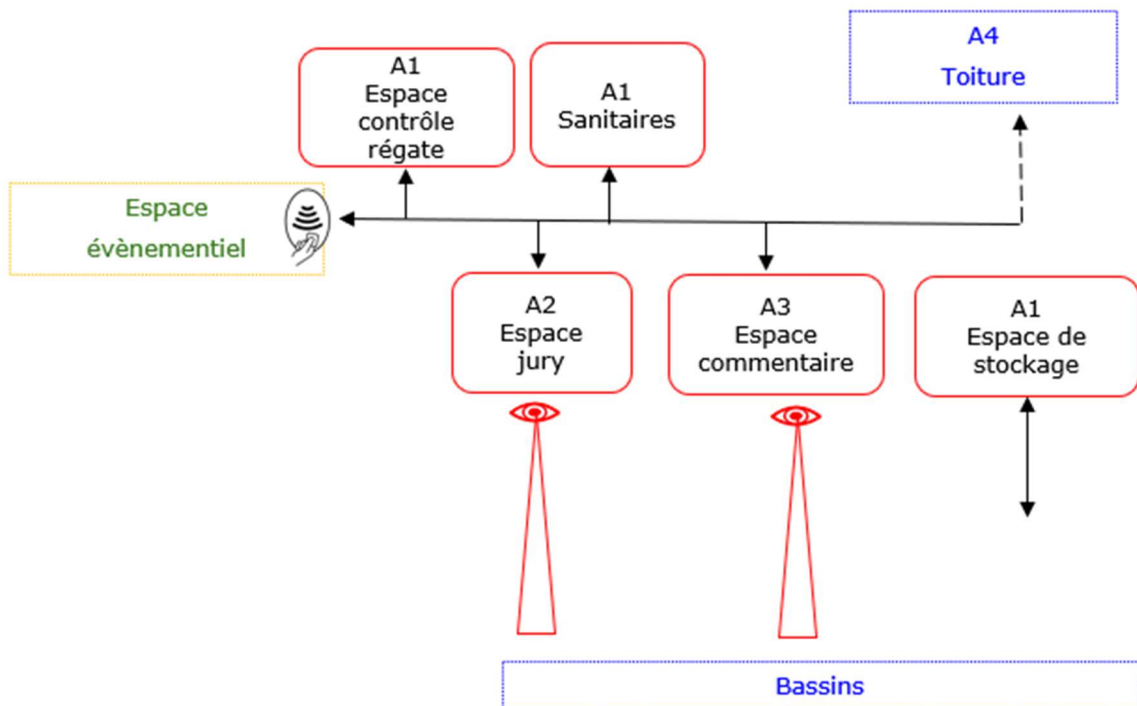 A4
Toiture
A1
Espace
contrôle
régate
A1
Sanitaires
Espace
évènementiel
A2
Espace
jury
A3
Espace
commentaire
A1
Espace de
stockage
Bassins